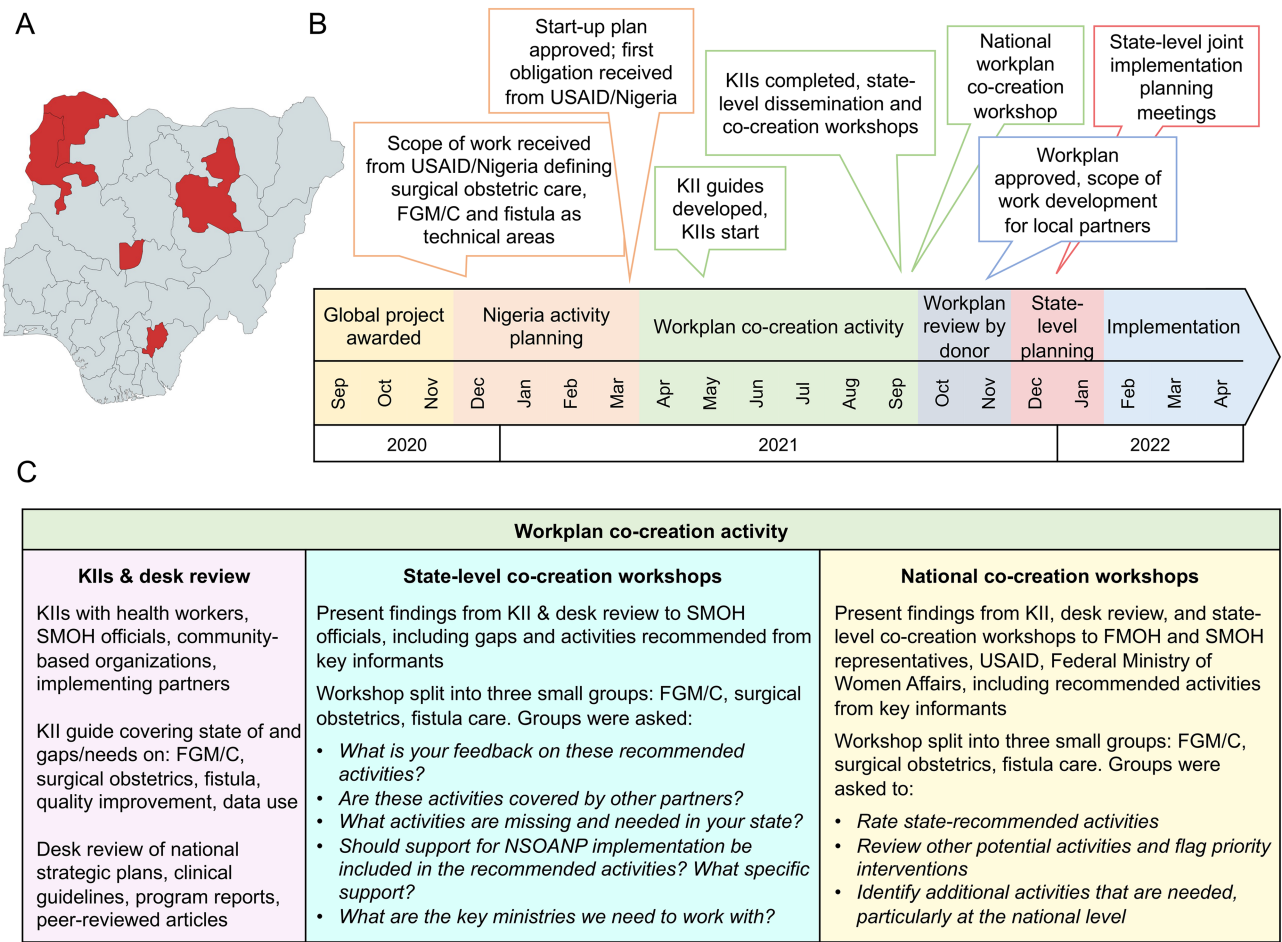 A
B
Start-up plan
approved; first
obligation received
from USAID/Nigeria
Scope of work received
from USAID/Nigeria defining
surgical obstetric care,
FGM/C and fistula as
technical areas
KII guides
developed,
KIIs start
KIIs completed, state-
level dissemination and
co-creation workshops
National
workplan
co-creation
workshop
State-level joint
implementation
planning
meetings
Workplan
approved, scope of
work development
for local partners
Global project
awarded
Nigeria activity
planning
Workplan co-creation activity
Workplan
review by
donor
State-
level
planning
Implementation
Sep
Oct
Nov
Dec
Jan
Feb
Mar
Apr
May
Jun
Jul
Aug
Sep
Oct
Nov
Dec
Jan
Feb
Mar
Apr
2020
2021
2022
C
Workplan co-creation activity
KIIs & desk review
KIIs with health workers,
SMOH officials, community-
based organizations,
implementing partners
KII guide covering state of and
gaps/needs on: FGM/C,
surgical obstetrics, fistula,
quality improvement, data use
Desk review of national
strategic plans, clinical
guidelines, program reports,
peer-reviewed articles
State-level co-creation workshops
Present findings from KII & desk review to SMOH
officials, including gaps and activities recommended from
key informants
Workshop split into three small groups: FGM/C, surgical
obstetrics, fistula care. Groups were asked:
• What is your feedback on these recommended
activities?
• Are these activities covered by other partners?
• What activities are missing and needed in your state?
• Should support for NSOANP implementation be
included in the recommended activities? What specific
support?
• What are the key ministries we need to work with?
National co-creation workshops
Present findings from KII, desk review, and state-
level co-creation workshops to FMOH and SMOH
representatives, USAID, Federal Ministry of
Women Affairs, including recommended activities
from key informants
Workshop split into three small groups: FGM/C,
surgical obstetrics, fistula care. Groups were
asked to:
• Rate state-recommended activities
• Review other potential activities and flag priority
interventions
• Identify additional activities that are needed,
particularly at the national level